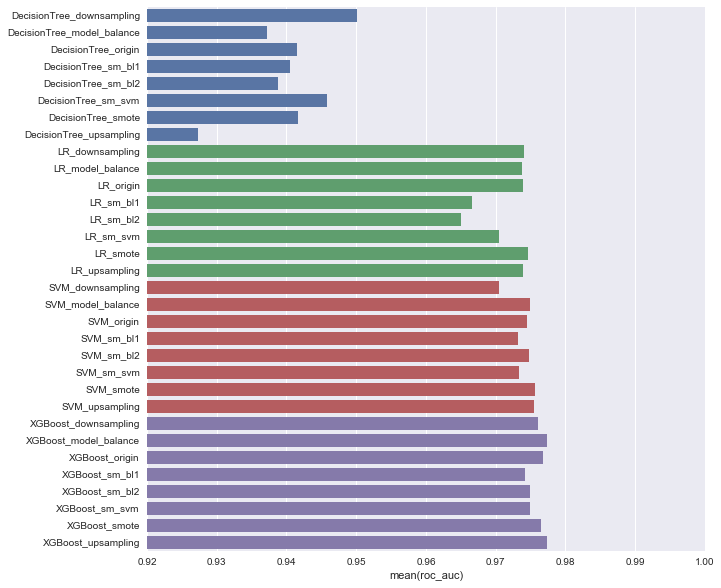 DecisionTree_downsampling
DecisionTree_model_balance
DecisionTree_origin
DecisionTree_sm_bl1
DecisionTree_sm_bl2
DecisionTree_sm_svm
DecisionTree_smote
DecisionTree_upsampling
LR_downsampling
LR_model_balance
LR_origin
LR_sm_bl1
LR_sm_bl2
LR_sm_svm
LR_smote
LR_upsampling
SVM_downsampling
SVM_model_balance
SVM_origin
SVM_sm_bl1
SVM_sm_bl2
SVM_sm_svm
SVM_smote
SVM_upsampling
XGBoost_downsampling
XGBoost_model_balance
XGBoost_origin
XGBoost_sm_bl1
XGBoost_sm_bl2
XGBoost_sm_svm
XGBoost_smote
XGBoost_upsampling
0.92 0.93 0.94 0.95 0.96 0.97 0.98 0.99 1.00
mean(roc_auc)